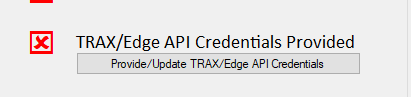 TRAX/Edge API Credentials Provided
Provide/Update TRAX/Edge API Credentials